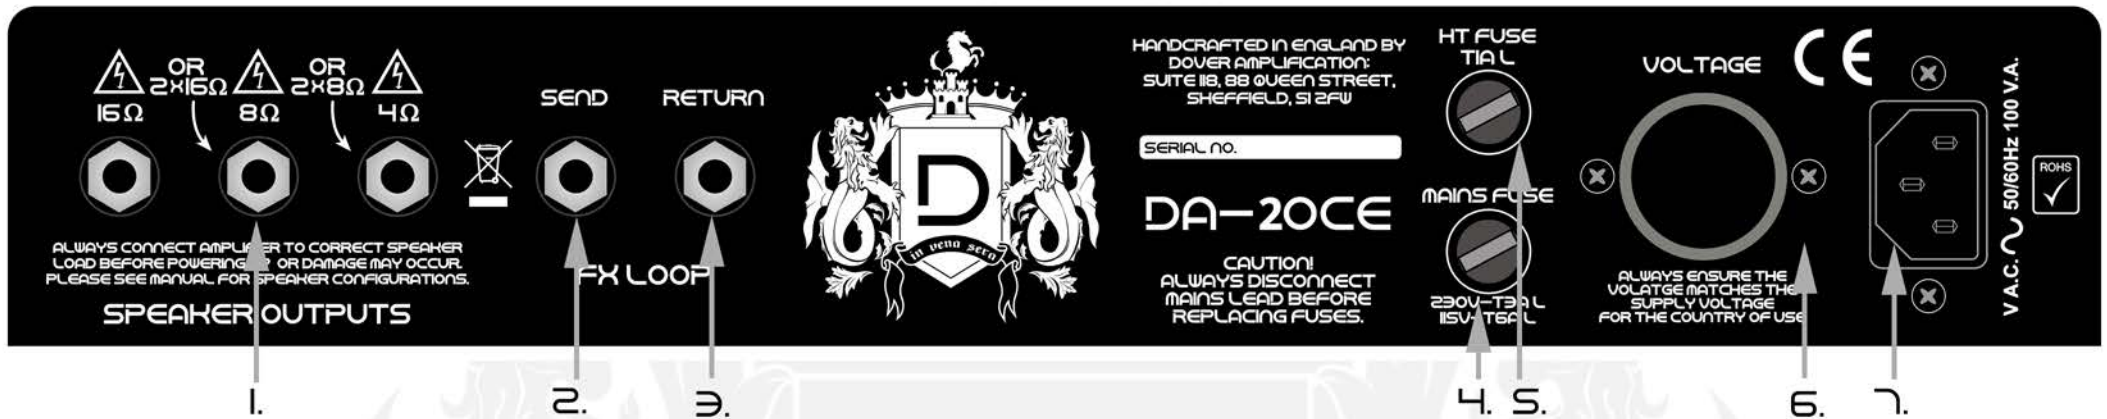 OR
2X16Ω
OR
2X8Ω
16Ω
8Ω
4Ω
ALWAYS CONNECT AMPLIFIER TO CORRECT SPEAKER
LOAD BEFORE POWERING OR DAMAGE MAY OCCUR.
PLEASE SEE MANUAL FOR SPEAKER CONFIGURATIONS.
SPEAKER OUTPUTS
SEND
RETURN
FX LOOP
D
in vena sera
HANDCRAFTED IN ENGLAND BY
DOVER AMPLIFICATION:
SUITE 118, 88 QUEEN STREET,
SHEFFIELD, S1 2FW
SERIAL NO.
DA-20CE
CAUTION!
ALWAYS DISCONNECT
MAINS LEAD BEFORE
REPLACING FUSES.
HT FUSE
T1A L
MAINS FUSE
230V-T3A L
115V-T6A L
VOLTAGE
CE
ALWAYS ENSURE THE
VOLATGE MATCHES THE
SUPPLY VOLTAGE
FOR THE COUNTRY OF USE
V A.C. ~ 50/60Hz 100 V.A.
ROHS
1.
2.
3.
4.
5.
6.
7.